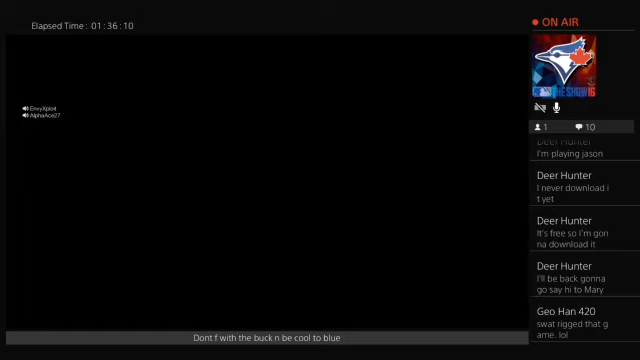 Elapsed Time : 01:36:10
ON AIR
THE SHOW 16
EnvyXploit
AlphaAce27
1
10
Deer Hunter
I'm playing jason
Deer Hunter
I never download i
t yet
Deer Hunter
It's free so I'm gon
na download it
Deer Hunter
I'll be back gonna
go say hi to Mary
Geo Han 420
swat rigged that g
ame. lol
Dont f with the buck n be cool to blue